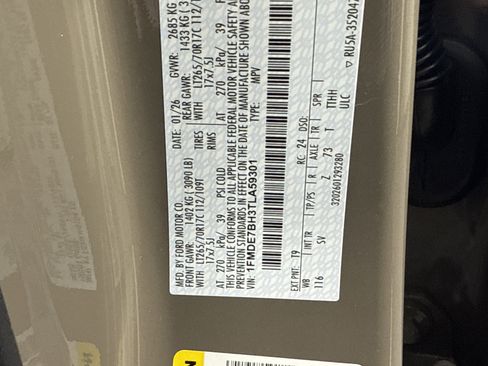 MFD. BY FORD MOTOR CO.
DATE: 01/26 GVWR: 2685 KG
FRONT GAWR: 1402 KG ( 3090 LB) REAR GAWR: 1433 KG
WITH LT265/70R17C 112/109T TIRES WITH LT265/70R17C 112/
17x7.5J RIMS 17x7.5J
AT 270 kPa/ 39 PSI COLD AT 270 kPa/ 39
THIS VEHICLE CONFORMS TO ALL APPLICABLE FEDERAL MOTOR VEHICLE SAFETY
PREVENTION STANDARDS IN EFFECT ON THE DATE OF MANUFACTURE SHOWN ABO
VIN: 1FMDE7BH3TLA59301
TYPE: MPV
3202601293280
EXT PNT: T9 RC: 24 DSO:
WB INT TR TP/PS R AXLE TR SPR
116 SV Z 73 T TTHH
ULC
▽ RU5A-35204